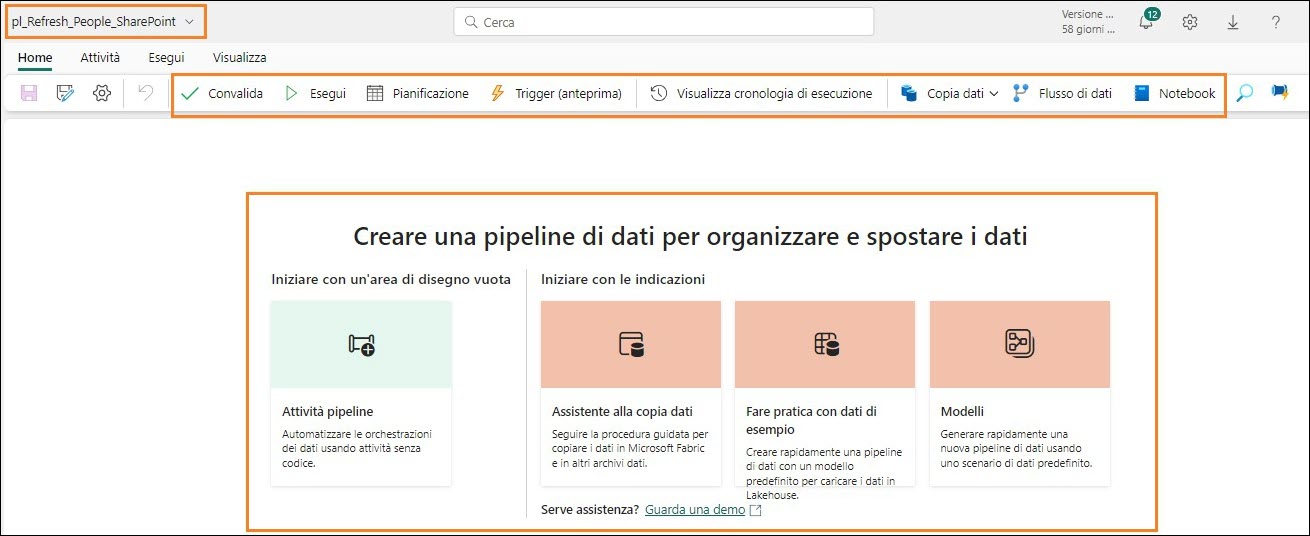 pl_Refresh_People_SharePoint
Cerca
Versione ...
58 giorni ...
12
?
Home Attività Esegui Visualizza
Convalida Esegui Pianificazione Trigger (anteprima) Visualizza cronologia di esecuzione Copia dati Flusso di dati Notebook
Creare una pipeline di dati per organizzare e spostare i dati
Iniziare con un'area di disegno vuota
Attività pipeline
Automatizzare le orchestrazioni
dei dati usando attività senza
codice.
Iniziare con le indicazioni
Assistente alla copia dati
Seguire la procedura guidata per
copiare i dati in Microsoft Fabric
e in altri archivi dati.
Fare pratica con dati di
esempio
Creare rapidamente una pipeline
di dati con un modello
predefinito per caricare i dati in
Lakehouse.
Modelli
Generare rapidamente una
nuova pipeline di dati usando
uno scenario di dati predefinito.
Serve assistenza? Guarda una demo